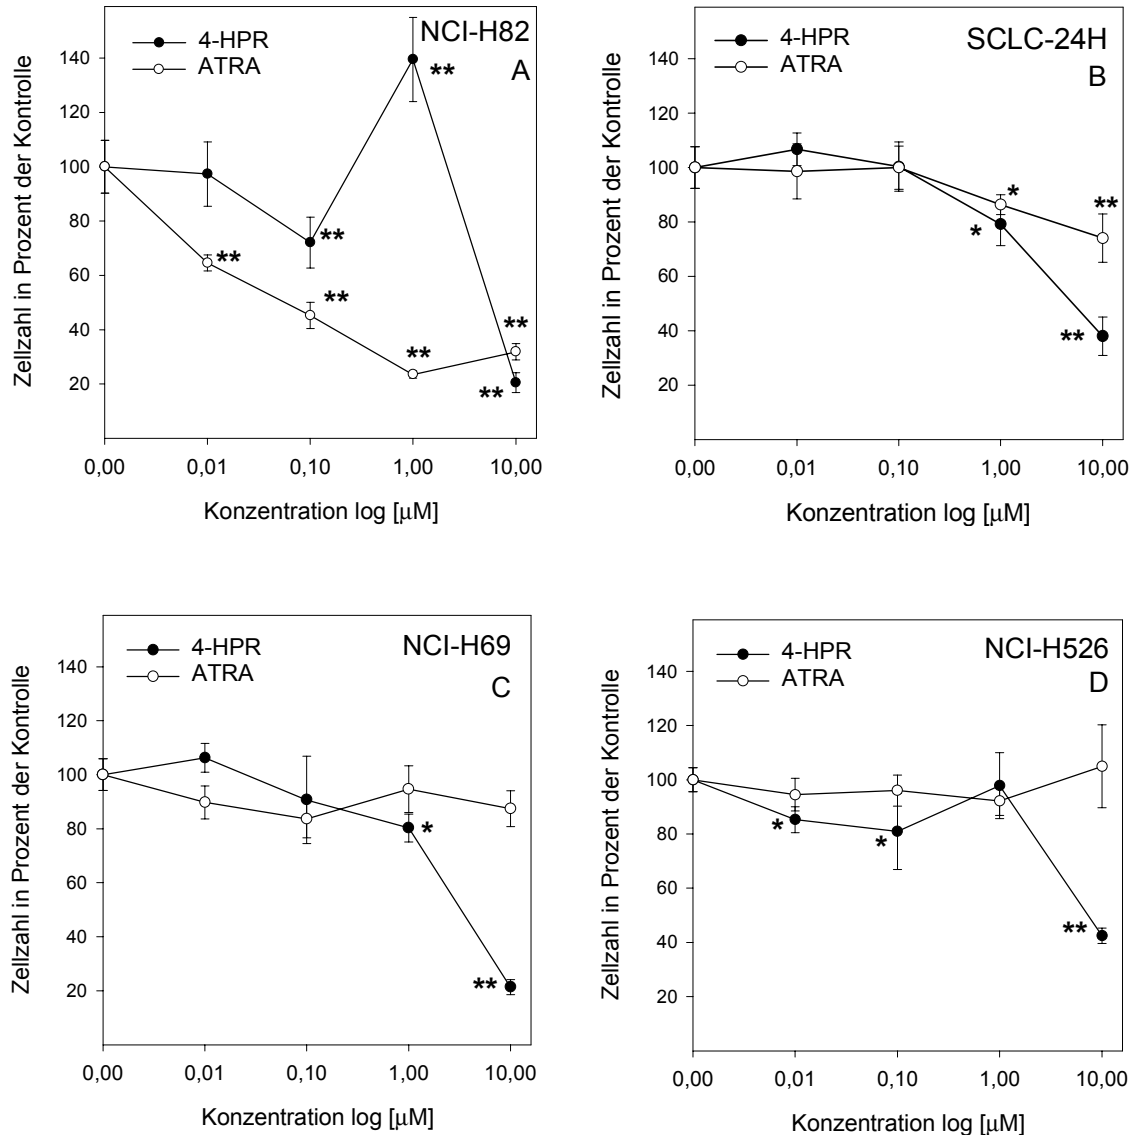 NCI-H82
A
4-HPR
ATRA
Zellzahl in Prozent der Kontrolle
140
120
100
80
60
40
20
** ** ** ** ** ** **
0,00 0,01 0,10 1,00 10,00
Konzentration log [µM]
SCLC-24H
B
4-HPR
ATRA
Zellzahl in Prozent der Kontrolle
140
120
100
80
60
40
20
* * ** **
0,00 0,01 0,10 1,00 10,00
Konzentration log [µM]
NCI-H69
C
4-HPR
ATRA
Zellzahl in Prozent der Kontrolle
140
120
100
80
60
40
20
* **
0,00 0,01 0,10 1,00 10,00
Konzentration log [µM]
NCI-H526
D
4-HPR
ATRA
Zellzahl in Prozent der Kontrolle
140
120
100
80
60
40
20
* * **
0,00 0,01 0,10 1,00 10,00
Konzentration log [µM]